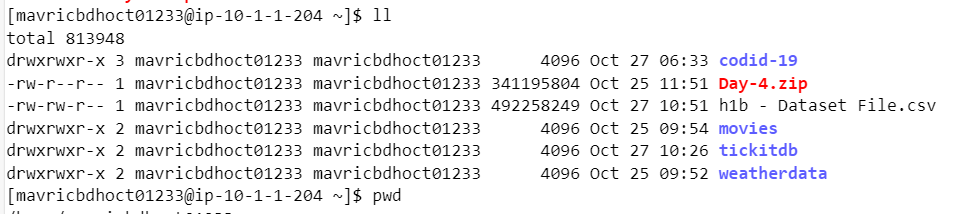 [mavricbdhoct01233@ip-10-1-1-204 ~]$ ll
total 813948
drwxrwxr-x 3 mavricbdhoct01233 mavricbdhoct01233      4096 Oct 27 06:33 codid-19
-rw-r--r-- 1 mavricbdhoct01233 mavricbdhoct01233 341195804 Oct 25 11:51 Day-4.zip
-rw-rw-r-- 1 mavricbdhoct01233 mavricbdhoct01233 492258249 Oct 27 10:51 h1b - Dataset File.csv
drwxrwxr-x 2 mavricbdhoct01233 mavricbdhoct01233      4096 Oct 25 09:54 movies
drwxrwxr-x 2 mavricbdhoct01233 mavricbdhoct01233      4096 Oct 27 10:26 tickitdb
drwxrwxr-x 2 mavricbdhoct01233 mavricbdhoct01233      4096 Oct 25 09:52 weatherdata
[mavricbdhoct01233@ip-10-1-1-204 ~]$ pwd